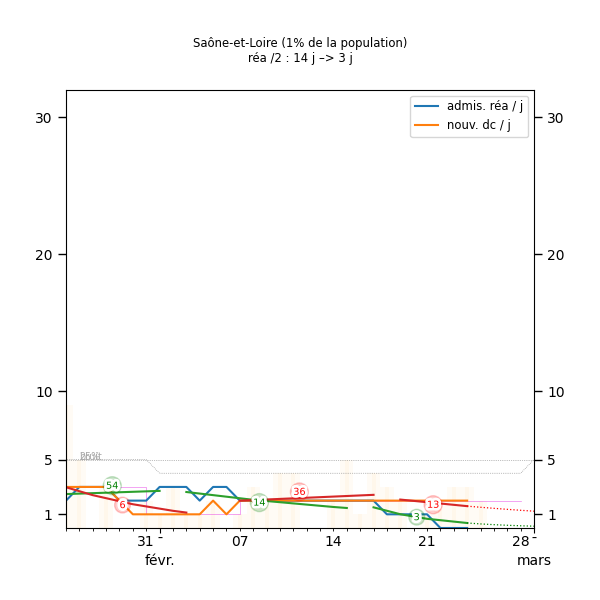 Saône-et-Loire (1% de la population)
réa /2 : 14 j –> 3 j
admis. réa / j
nouv. dc / j
30 30
20 20
10 10
5 5
1 1
54
6
14
36
3
13
31 07 14 21 28
févr. mars